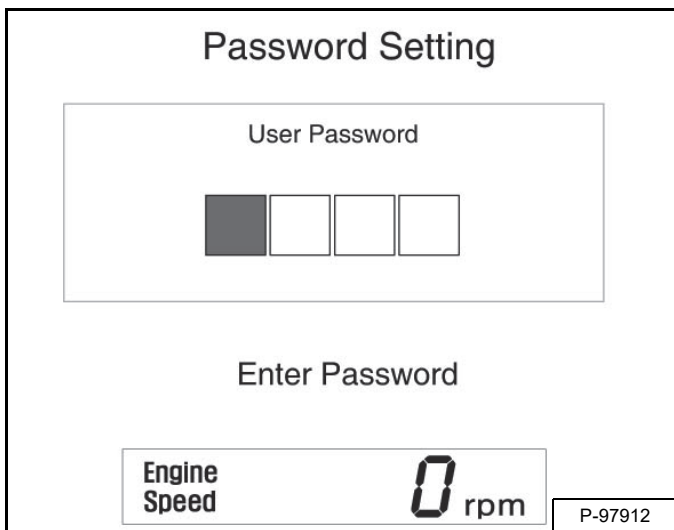 Password Setting
User Password
Enter Password
Engine
Speed
0 rpm
P-97912